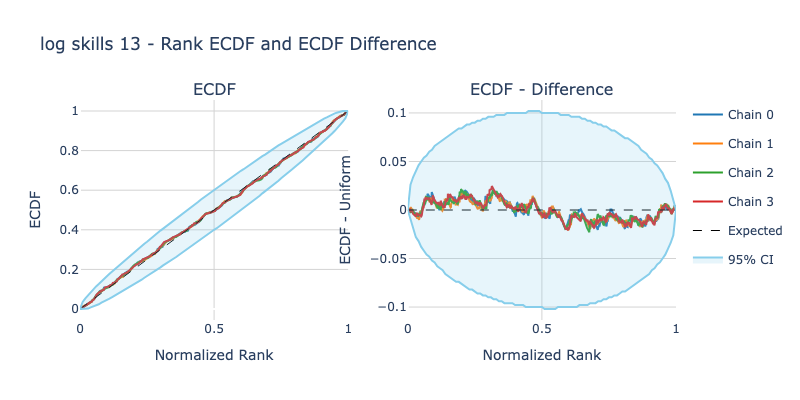 log skills 13 - Rank ECDF and ECDF Difference
ECDF
ECDF - Difference
ECDF
1
0.8
0.6
0.4
0.2
0
0
0.5
1
Normalized Rank
ECDF - Uniform
0.1
0.05
0
−0.05
−0.1
0
0.5
1
Normalized Rank
Chain 0
Chain 1
Chain 2
Chain 3
Expected
95% CI